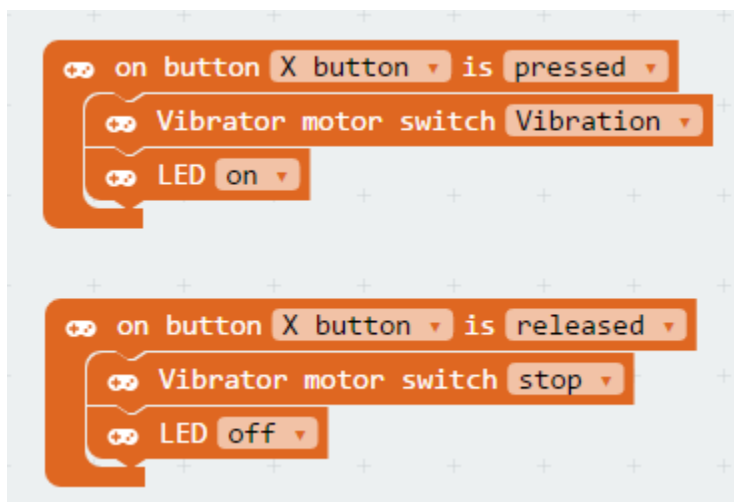 on button X button is pressed
Vibrator motor switch Vibration
LED on
on button X button is released
Vibrator motor switch stop
LED off